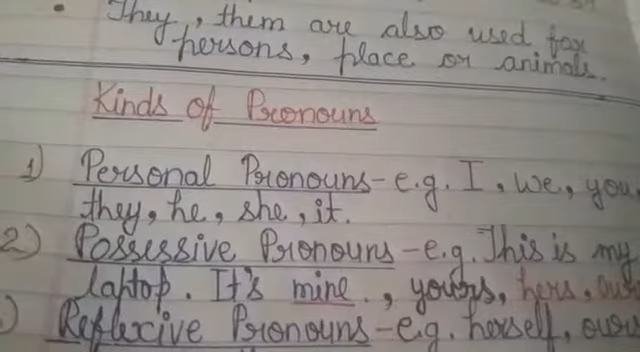 • They, them are also used for
persons, place or animals.
Kinds of Pronouns
1) Personal Pronouns - e.g. I, we, you
they, he, she, it.
2) Possessive Pronouns - e.g. This is my
laptop. It's mine., yours, hers,
) Reflexive Pronouns - e.g. herself,